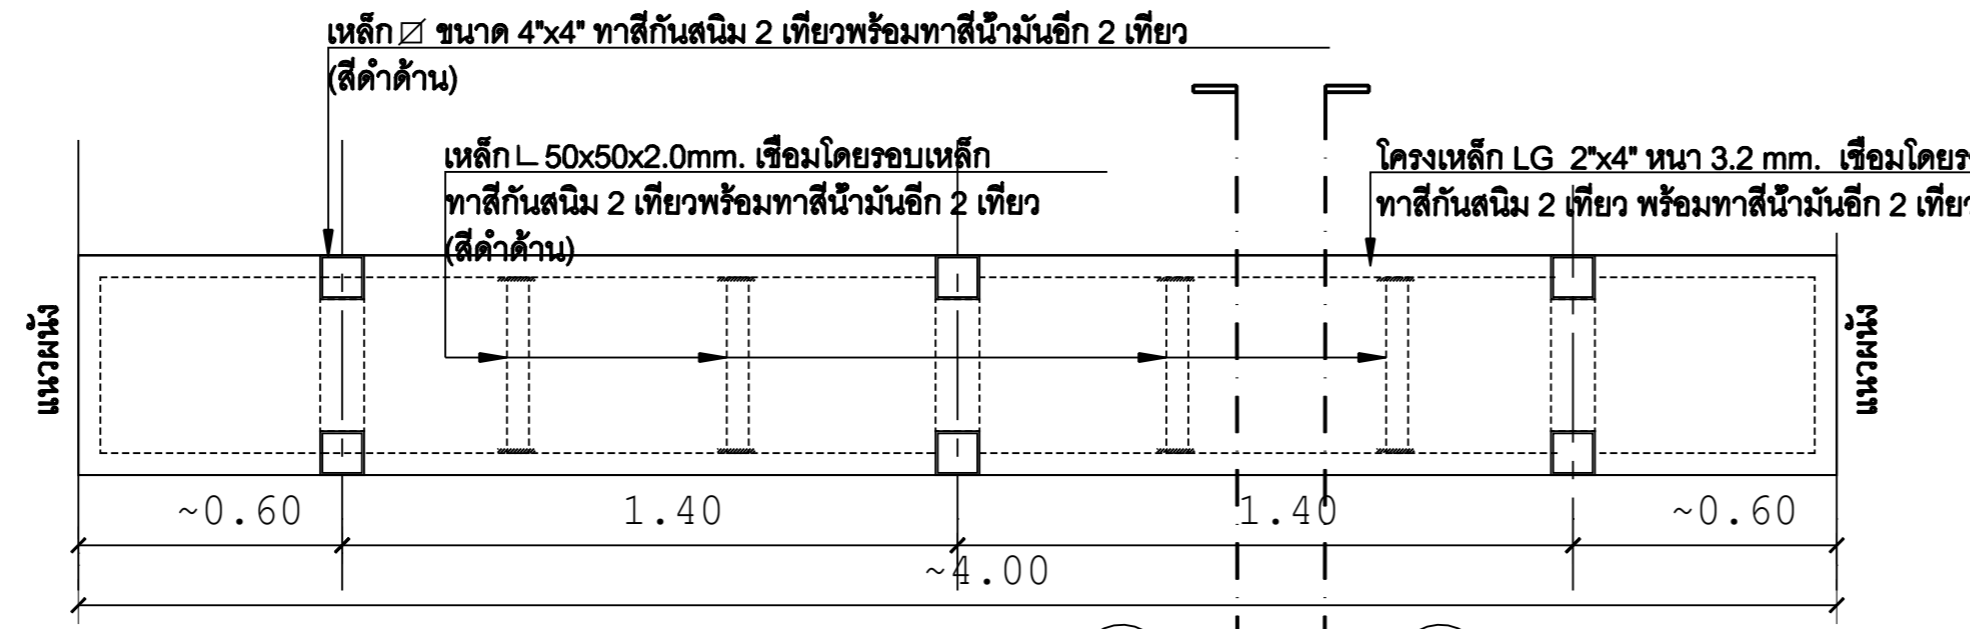 เหล็ก ขนาด 4"x4" ทาสีกันสนิม 2 เที่ยวพร้อมทาสีน้ำมันอีก 2 เที่ยว
(สีดำด้าน)
เหล็ก L 50x50x2.0mm. เชื่อมโดยรอบเหล็ก
ทาสีกันสนิม 2 เที่ยวพร้อมทาสีน้ำมันอีก 2 เที่ยว
(สีดำด้าน)
โครงเหล็ก LG 2"x4" หนา 3.2 mm. เชื่อมโดยร
ทาสีกันสนิม 2 เที่ยว พร้อมทาสีน้ำมันอีก 2 เที่ยว
แนวผนัง
แนวผนัง
~0.60 1.40 1.40 ~0.60
~4.00